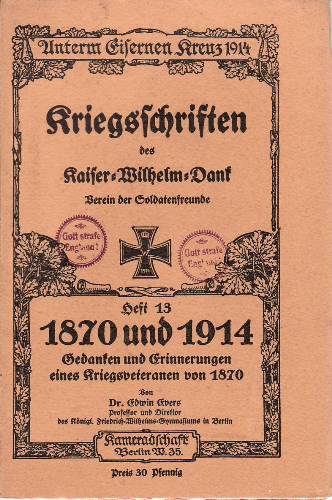 Unterm Eisernen Kreuz 1914
Kriegsschriften
des
Kaiser-Wilhelm-Dank
Verein der Soldatenfreunde
Gott strafe
England!
Gott strafe
England!
Heft 13
1870 und 1914
Gedanken und Erinnerungen
eines Kriegsveteranen von 1870
Von
Dr. Edwin Evers
Professor und Direktor
des Königl. Friedrich-Wilhelms-Gymnasiums in Berlin
Kameradschaft
Berlin W. 35.
Preis 30 Pfennig